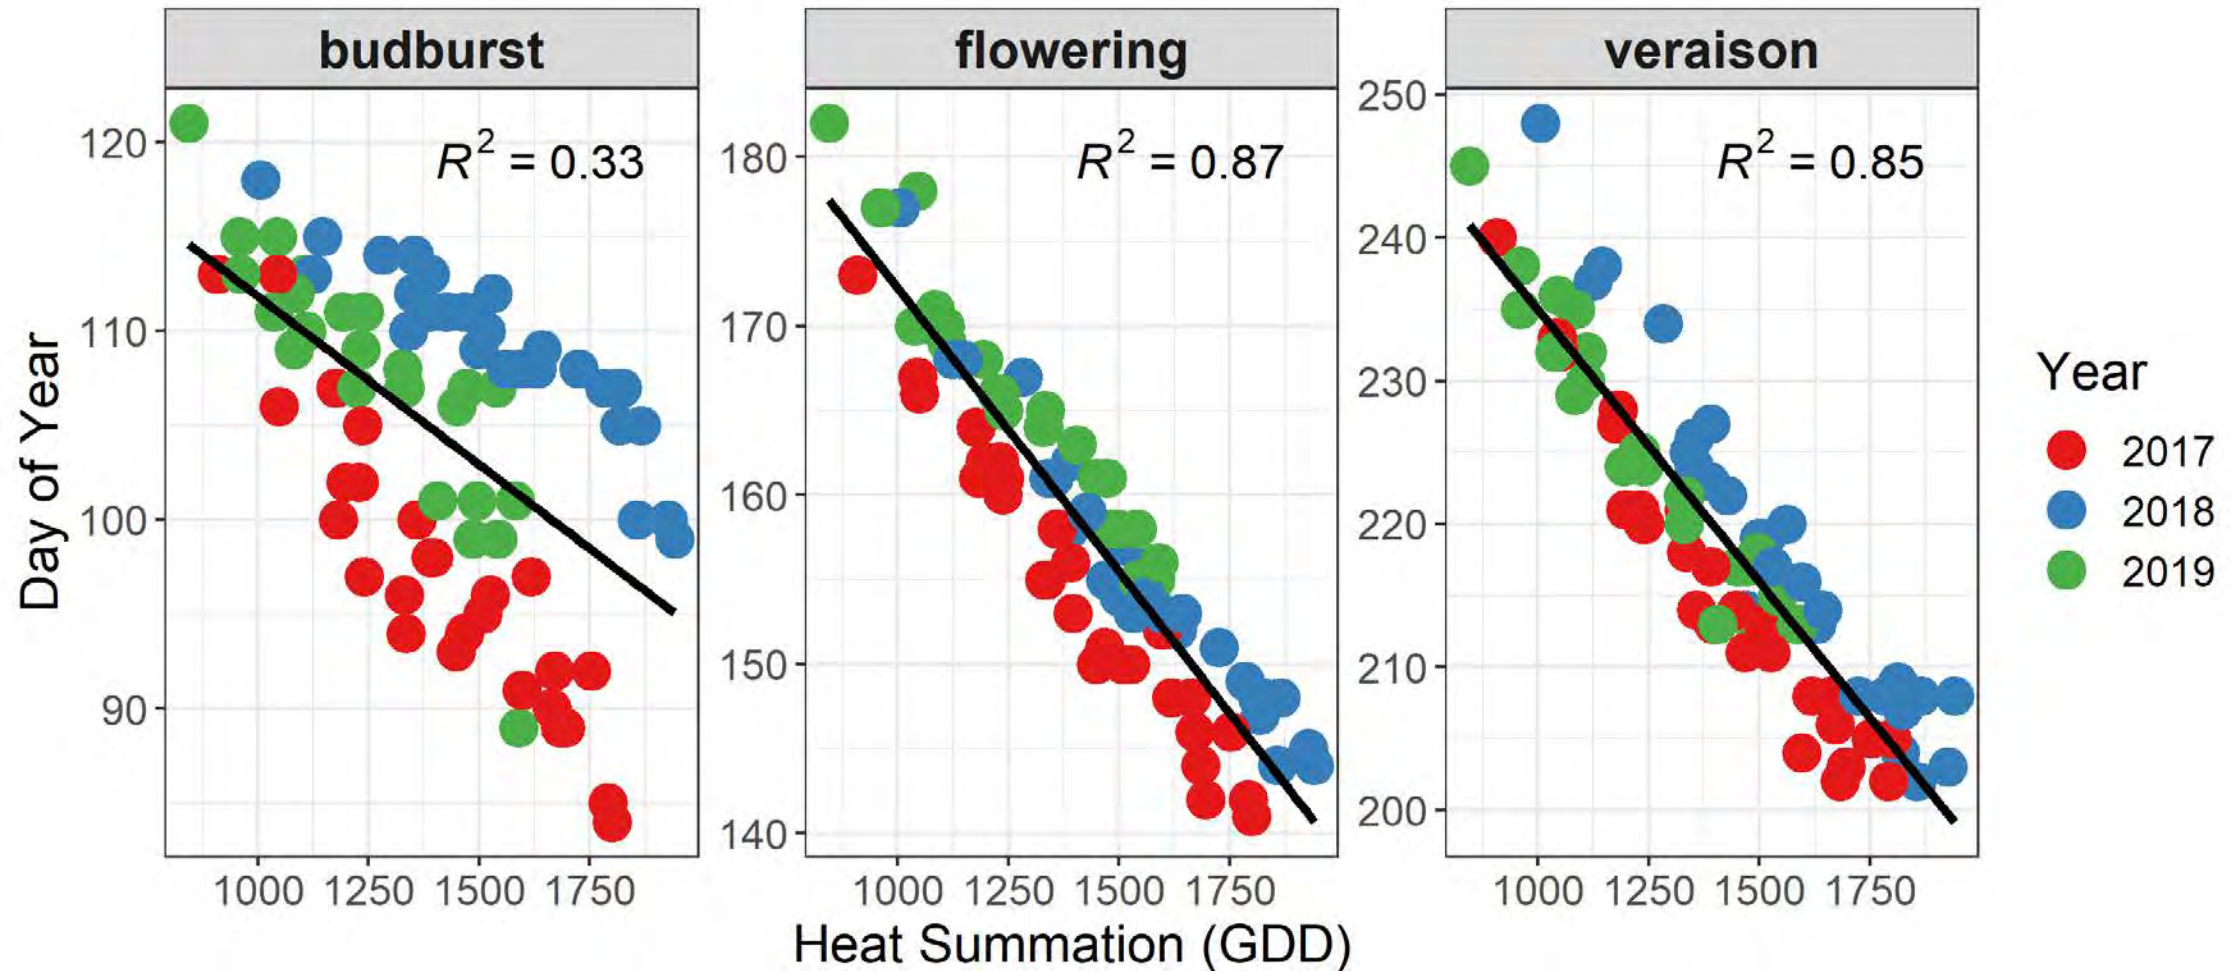 budburst
flowering
veraison
R² = 0.33
R² = 0.87
R² = 0.85
Day of Year
120
110
100
90
180
170
160
150
140
250
240
230
220
210
200
1000 1250 1500 1750
1000 1250 1500 1750
1000 1250 1500 1750
Heat Summation (GDD)
Year
2017
2018
2019